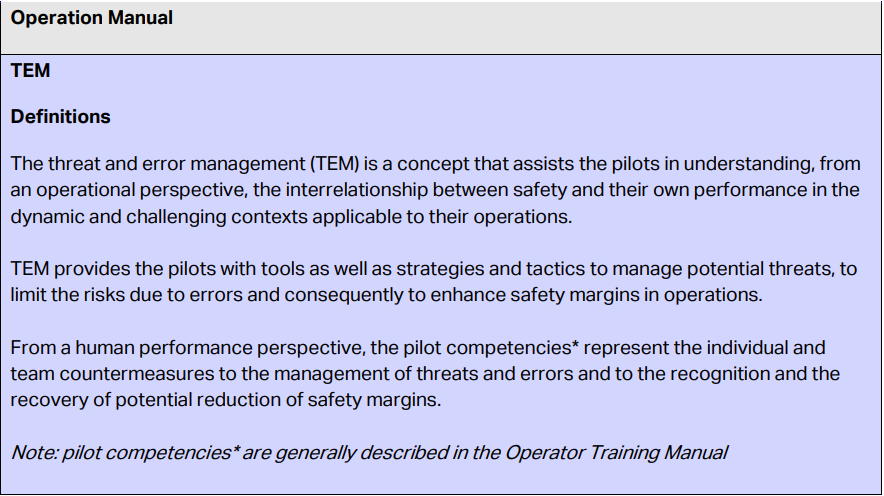 Operation Manual
TEM
Definitions
The threat and error management (TEM) is a concept that assists the pilots in understanding, from
an operational perspective, the interrelationship between safety and their own performance in the
dynamic and challenging contexts applicable to their operations.
TEM provides the pilots with tools as well as strategies and tactics to manage potential threats, to
limit the risks due to errors and consequently to enhance safety margins in operations.
From a human performance perspective, the pilot competencies* represent the individual and
team countermeasures to the management of threats and errors and to the recognition and the
recovery of potential reduction of safety margins.
Note: pilot competencies* are generally described in the Operator Training Manual